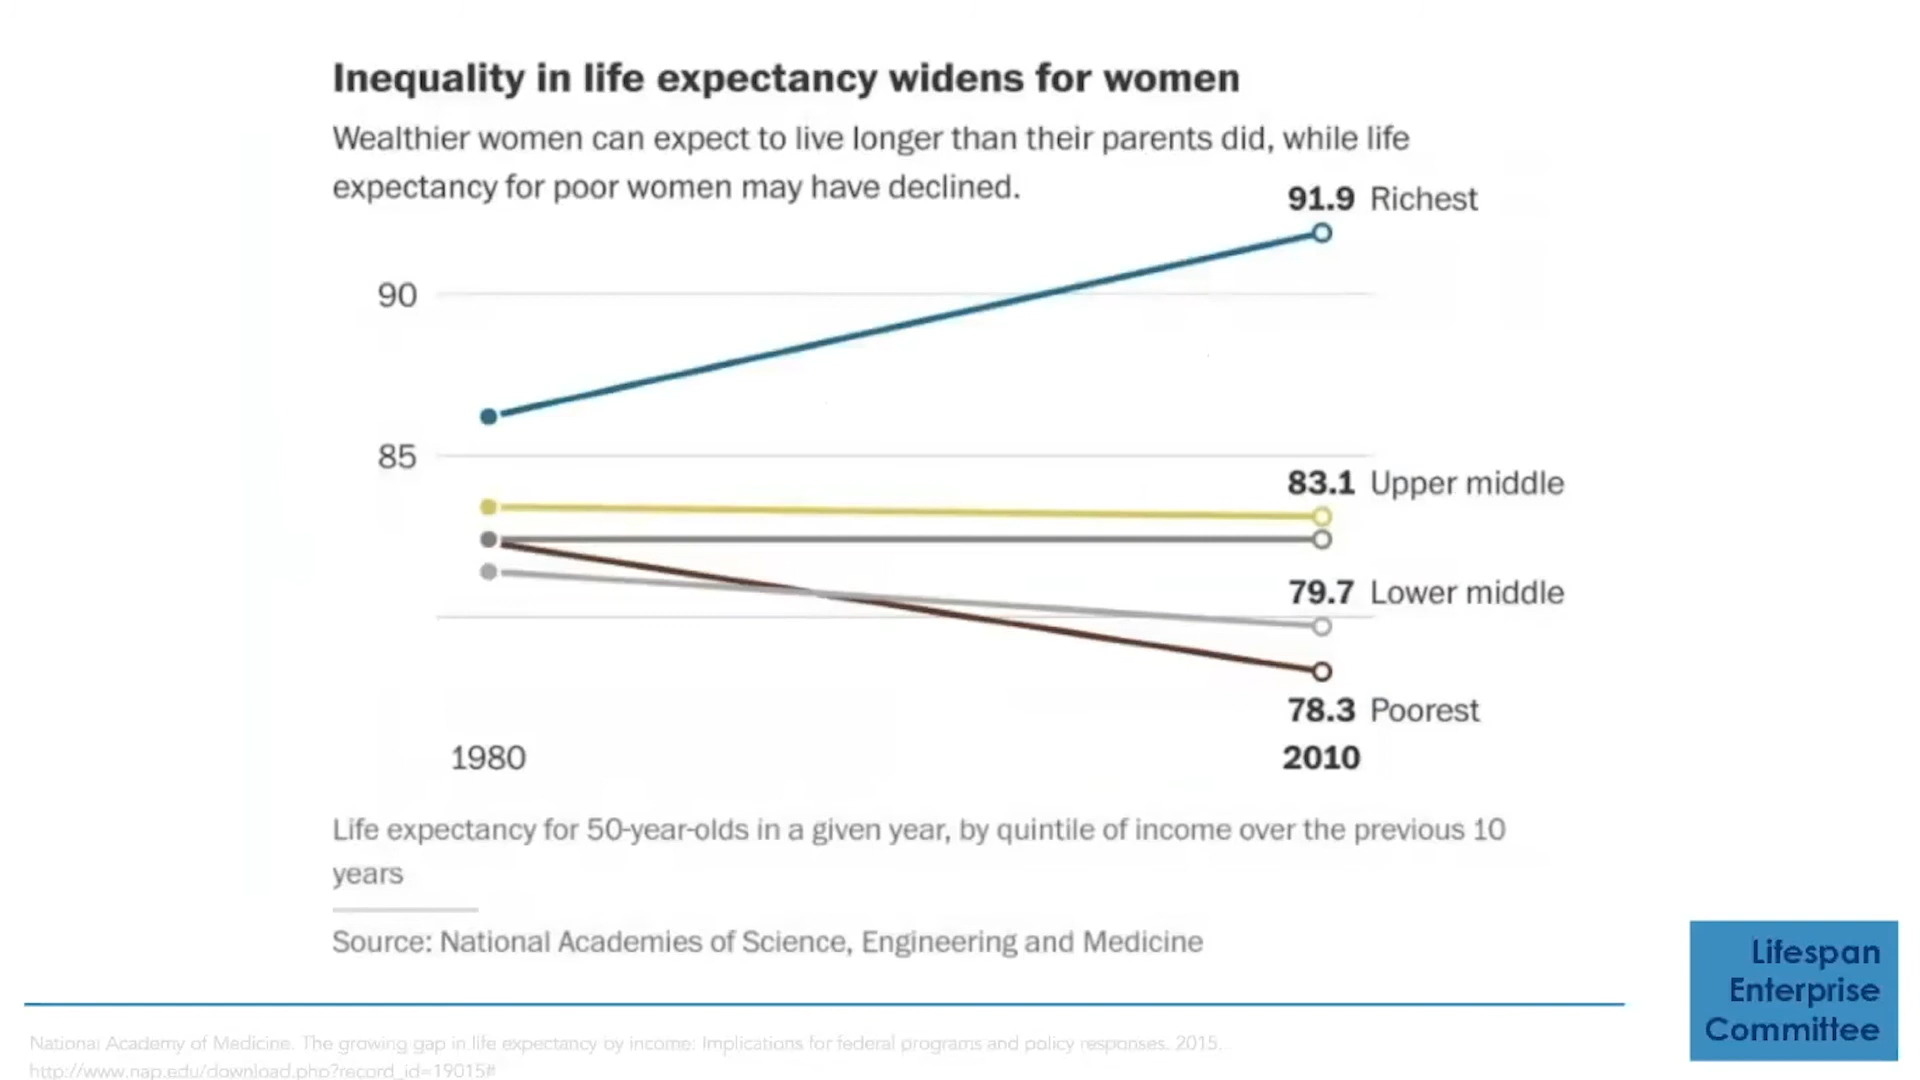 Inequality in life expectancy widens for women
Wealthier women can expect to live longer than their parents did, while life
expectancy for poor women may have declined.
91.9 Richest
90
85
83.1 Upper middle
79.7 Lower middle
78.3 Poorest
1980
2010
Life expectancy for 50-year-olds in a given year, by quintile of income over the previous 10
years
Source: National Academies of Science, Engineering and Medicine
Lifespan
Enterprise
Committee
National Academy of Medicine. The growing gap in life expectancy by income: Implications for federal programs and policy responses. 2015.
http://www.nap.edu/download.php?record_id=19015#